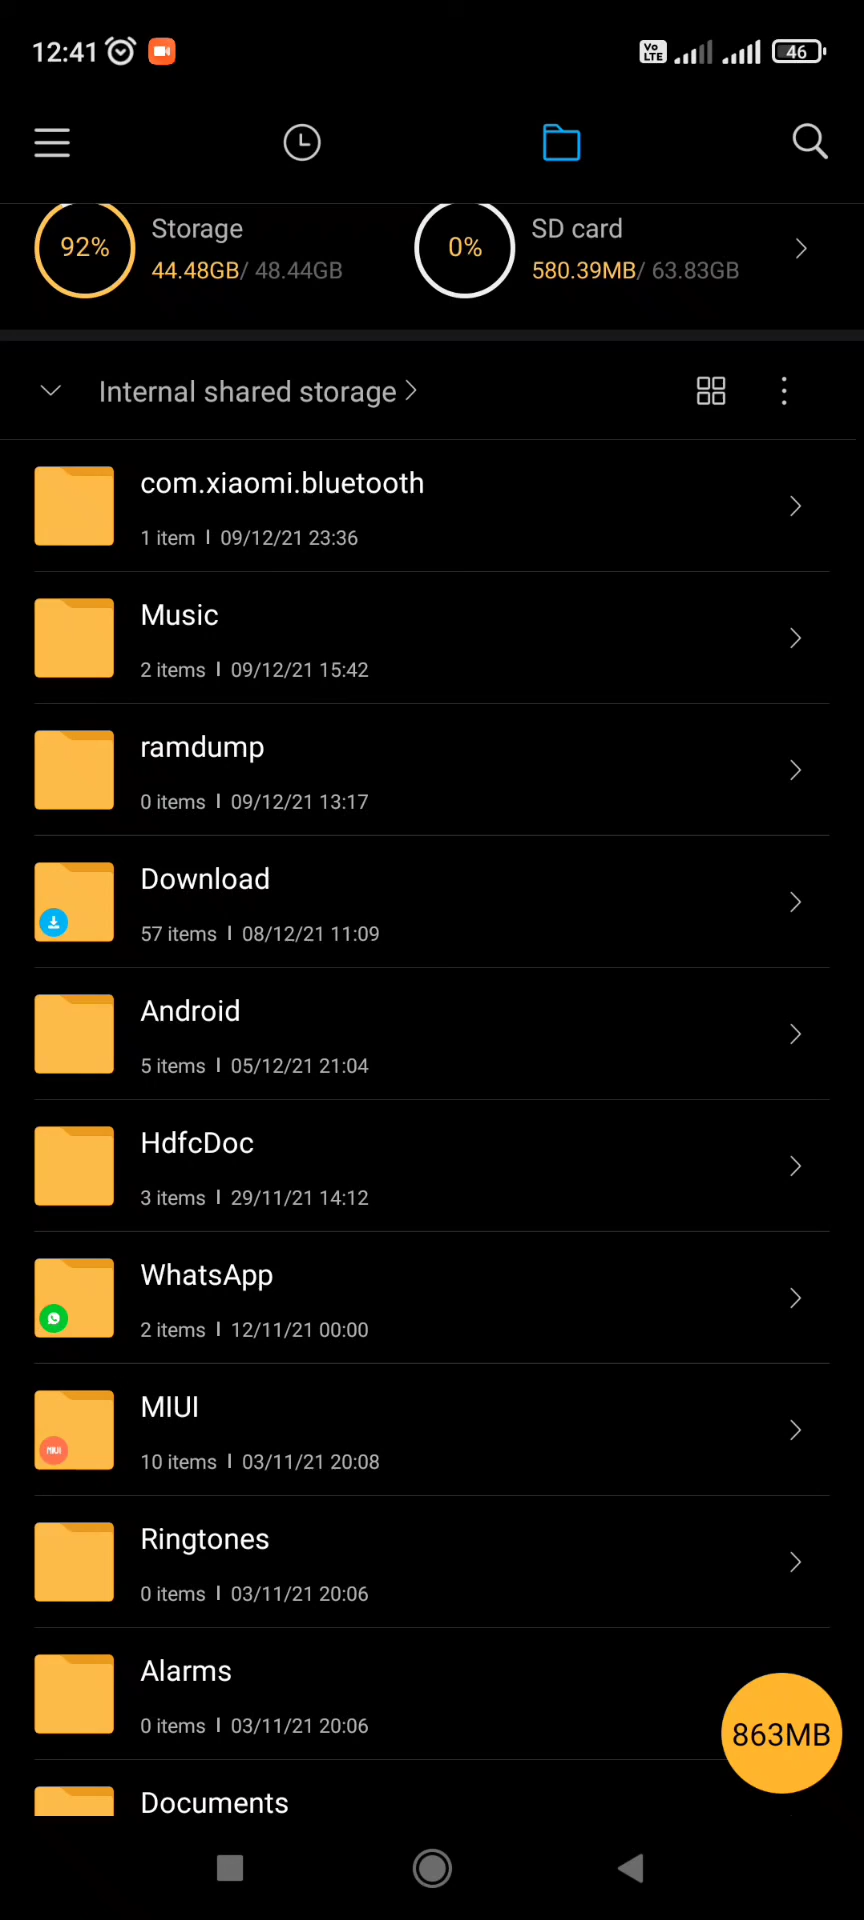 12:41 Vo LTE 46
92% Storage 0% SD card
44.48GB/ 48.44GB 580.39MB/ 63.83GB
Internal shared storage
com.xiaomi.bluetooth
1 item | 09/12/21 23:36
Music
2 items | 09/12/21 15:42
ramdump
0 items | 09/12/21 13:17
Download
57 items | 08/12/21 11:09
Android
5 items | 05/12/21 21:04
HdfcDoc
3 items | 29/11/21 14:12
WhatsApp
2 items | 12/11/21 00:00
MIUI
MIUI
10 items | 03/11/21 20:08
Ringtones
0 items | 03/11/21 20:06
Alarms
0 items | 03/11/21 20:06
863MB
Documents